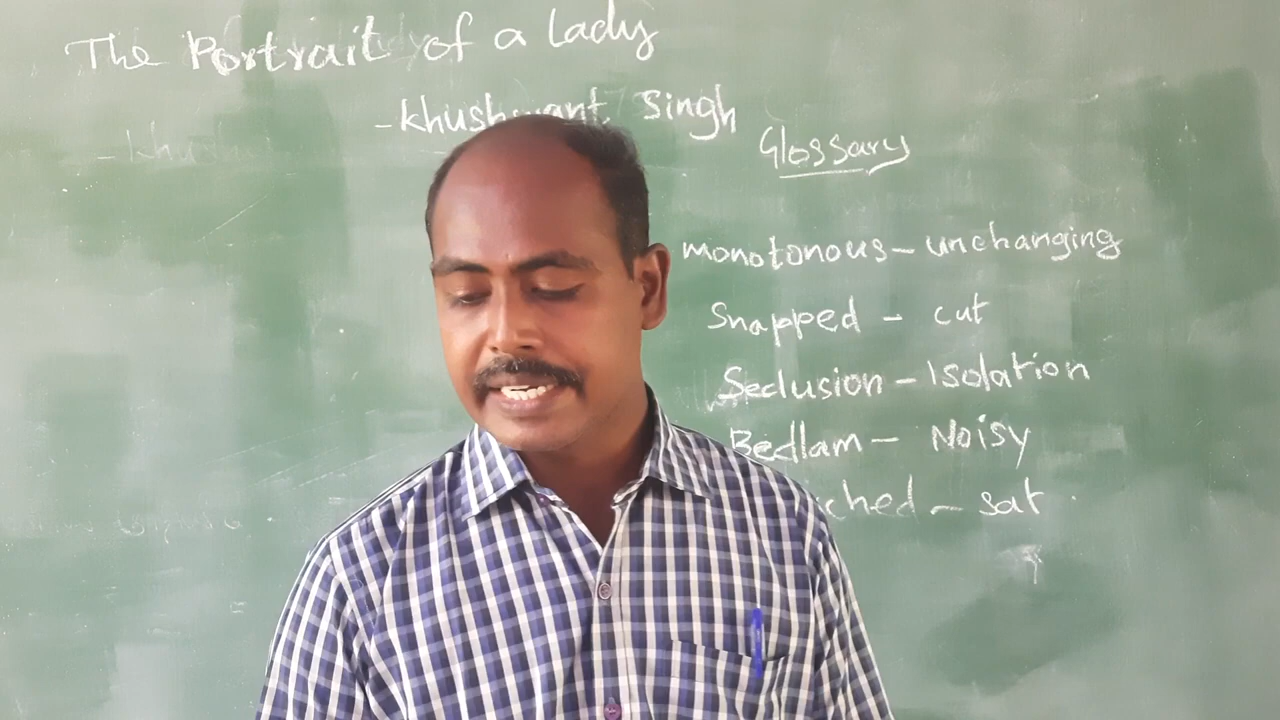 The Portrait of a lady
- Khushwant Singh
Glossary
monotonous - unchanging
Snapped - cut
Seclusion - Isolation
Bedlam - Noisy
- sat